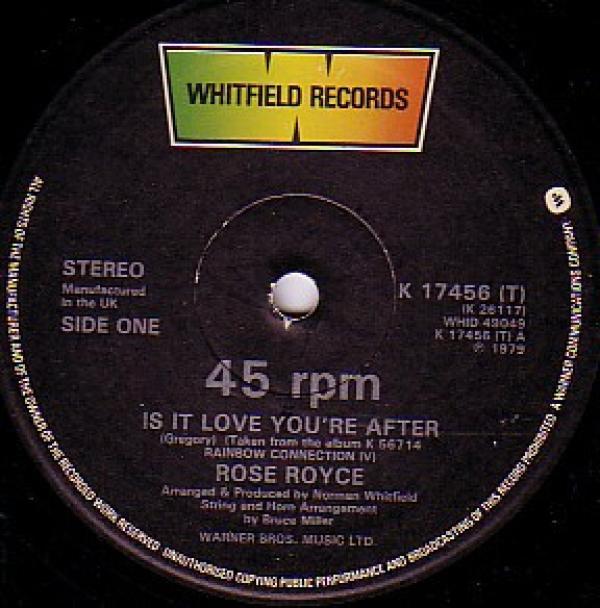 WHITFIELD RECORDS
STEREO
Manufactured
in the UK
SIDE ONE
K 17456 (T)
(K 26117)
WHID 49049
K 17456 (T) A
℗ 1979
45 rpm
IS IT LOVE YOU'RE AFTER
(Gregory) (Taken from the album K 56714
RAINBOW CONNECTION IV)
ROSE ROYCE
Arranged & Produced by Norman Whitfield
String and Horn Arrangement
by Bruce Miller
WARNER BROS. MUSIC LTD.
ALL RIGHTS OF THE MANUFACTURER AND OF THE OWNER OF THE RECORDED WORK RESERVED. UNAUTHORISED COPYING PUBLIC PERFORMANCE AND BROADCASTING OF THIS RECORD PROHIBITED. A WARNER COMMUNICATIONS COMPANY.